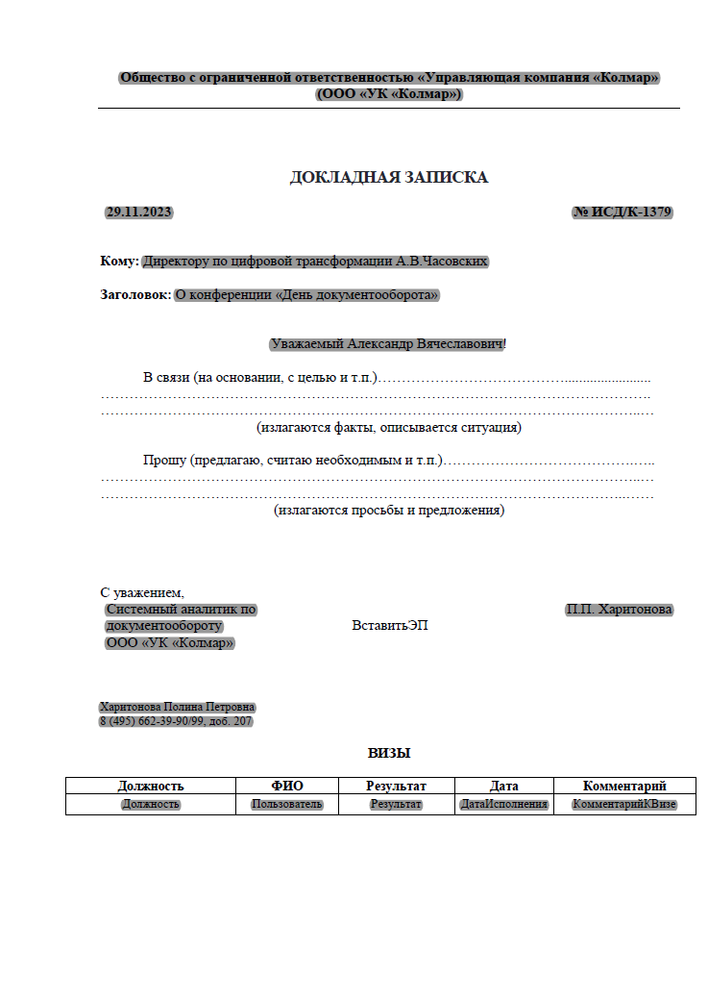 Общество с ограниченной ответственностью «Управляющая компания «Колмар»
(ООО «УК «Колмар»)
ДОКЛАДНАЯ ЗАПИСКА
29.11.2023 № ИСД/К-1379
Кому: Директору по цифровой трансформации А.В.Часовских
Заголовок: О конференции «День документооборота»
Уважаемый Александр Вячеславович!
В связи (на основании, с целью и т.п.)…………………………………........................
…………………………………………………………………………………………………….
…………………………………………………………………………………………………..…
(излагаются факты, описывается ситуация)
Прошу (предлагаю, считаю необходимым и т.п.)………………………………….…..
…………………………………………………………………………………………………..…
………………………………………………………………………………………………...……
(излагаются просьбы и предложения)
С уважением,
Системный аналитик по П.П. Харитонова
документообороту ВставитьЭП
ООО «УК «Колмар»
Харитонова Полина Петровна
8 (495) 662-39-90/99, доб. 207
ВИЗЫ
Должность ФИО Результат Дата Комментарий
Должность Пользователь Результат ДатаИсполнения КомментарийКВизе